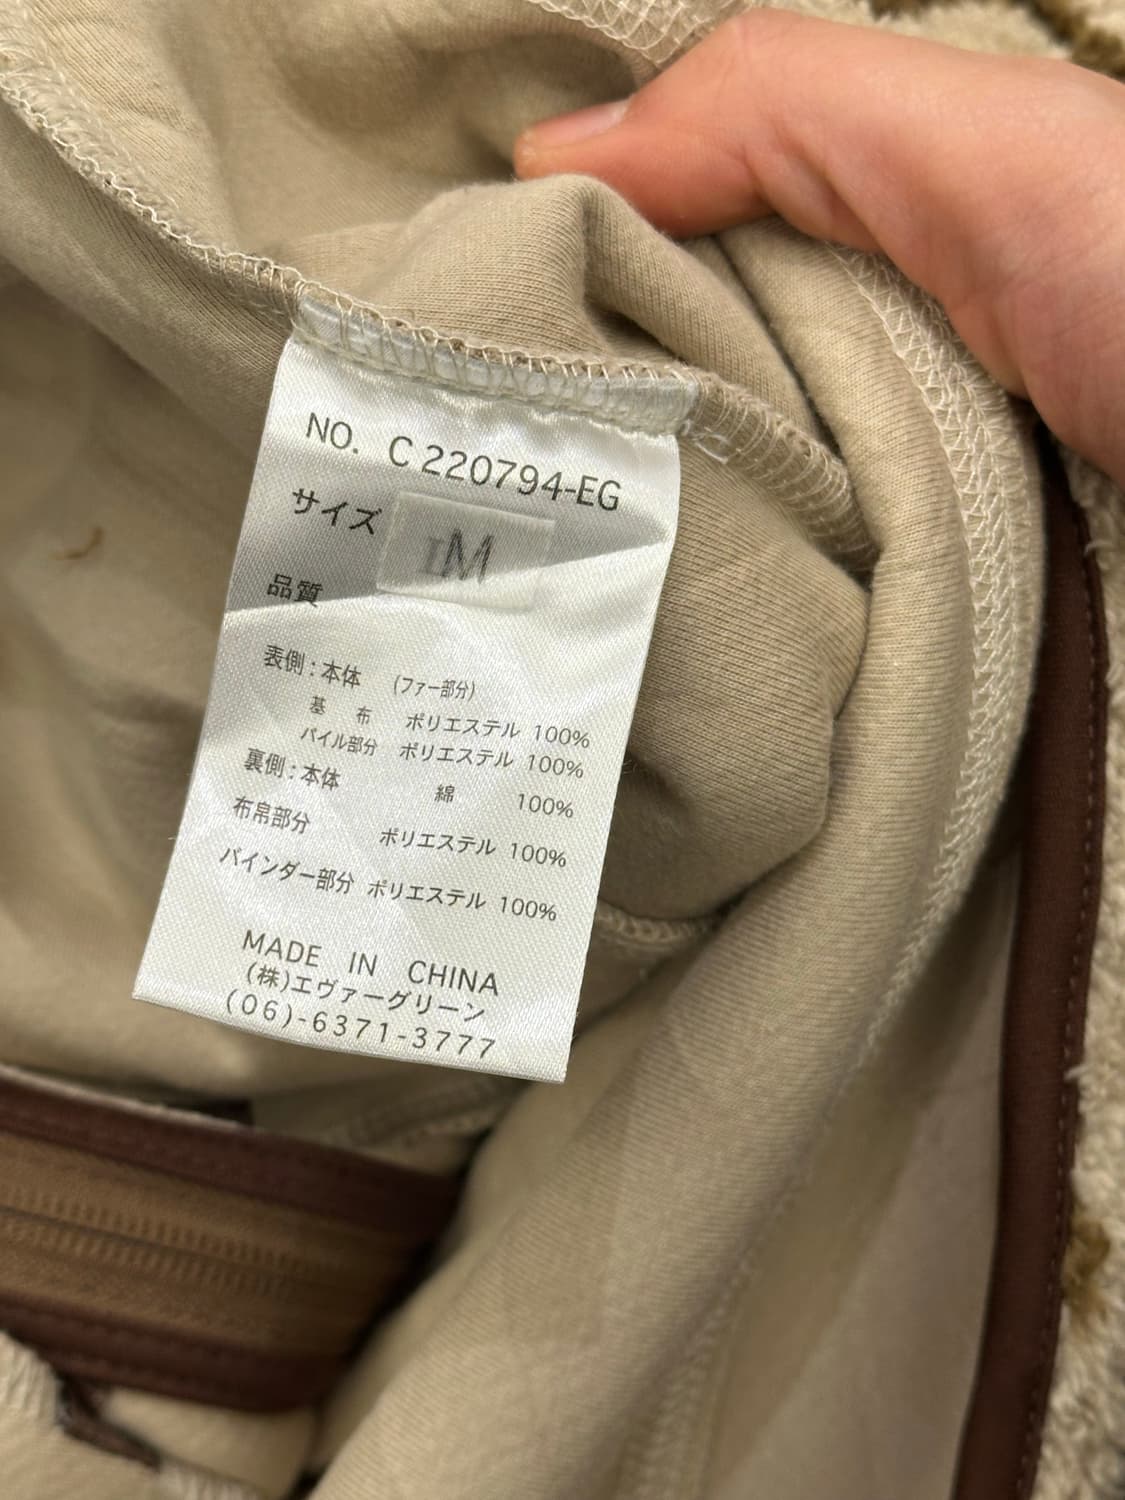 NO. C220794-EG
サイズ M
品質
表側:本体 (ファー部分)
基 布 ポリエステル 100%
パイル部分 ポリエステル 100%
裏側:本体 綿 100%
布帛部分 ポリエステル 100%
バインダー部分 ポリエステル 100%
MADE IN CHINA
(株)エヴァーグリーン
(06)-6371-3777